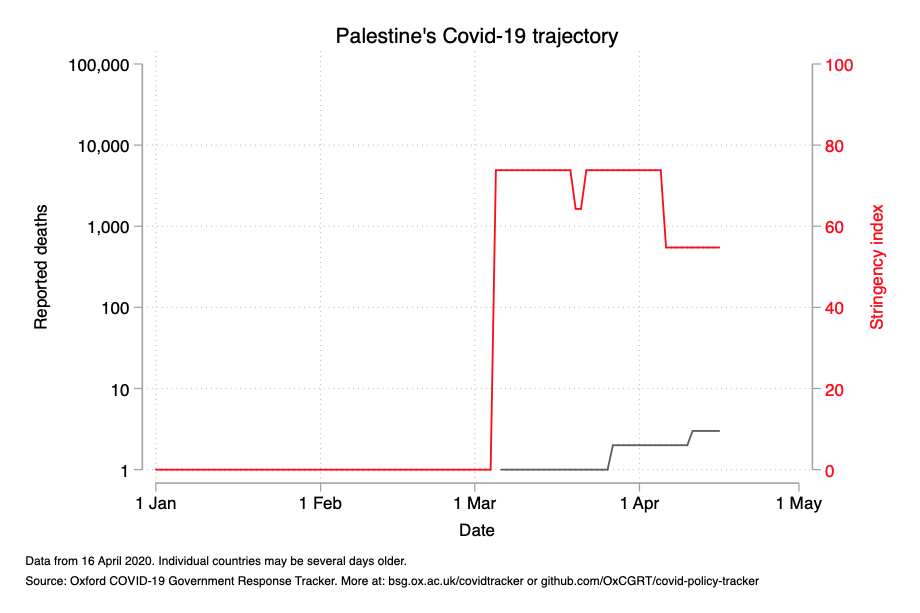 Palestine's Covid-19 trajectory
100,000
10,000
1,000
100
10
1
Reported deaths
100
80
60
40
20
0
Stringency index
1 Jan
1 Feb
1 Mar
1 Apr
1 May
Date
Data from 16 April 2020. Individual countries may be several days older.
Source: Oxford COVID-19 Government Response Tracker. More at: bsg.ox.ac.uk/covidtracker or github.com/OxCGRT/covid-policy-tracker